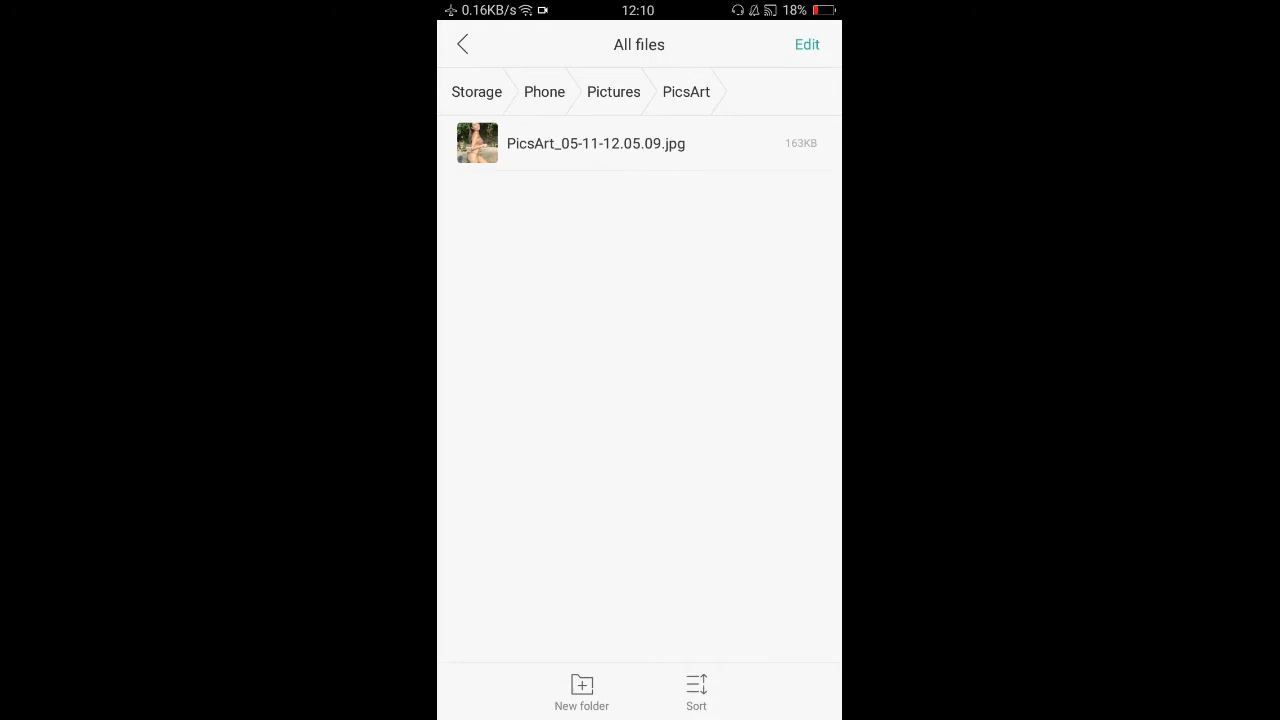 0.16KB/s 12:10 18%
All files Edit
Storage Phone Pictures PicsArt
PicsArt_05-11-12.05.09.jpg 163KB
New folder Sort